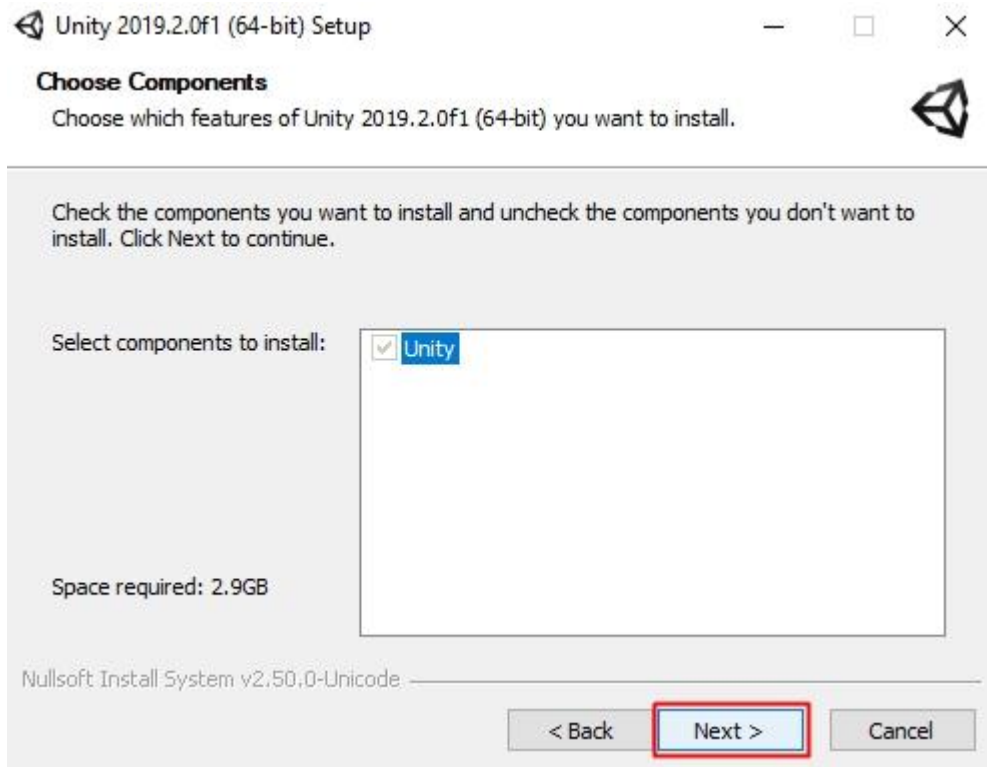 Unity 2019.2.0f1 (64-bit) Setup
Choose Components
Choose which features of Unity 2019.2.0f1 (64-bit) you want to install.
Check the components you want to install and uncheck the components you don't want to
install. Click Next to continue.
Select components to install:
Unity
Space required: 2.9GB
Nullsoft Install System v2.50.0-Unicode
< Back
Next >
Cancel